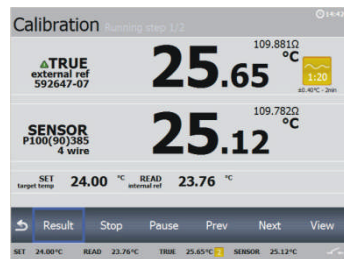 Calibration Running step 1/2 14:42
109.881Ω
▵TRUE 25.65 °C
external ref
592647-07
1:20
±0.40°C - 2min
109.782Ω
SENSOR 25.12 °C
P100(90)385
4 wire
SET 24.00 °C READ 23.76 °C
target temp internal ref
Result Stop Pause Prev Next View
SET 24.00°C READ 23.76°C TRUE 25.65°C SENSOR 25.12°C